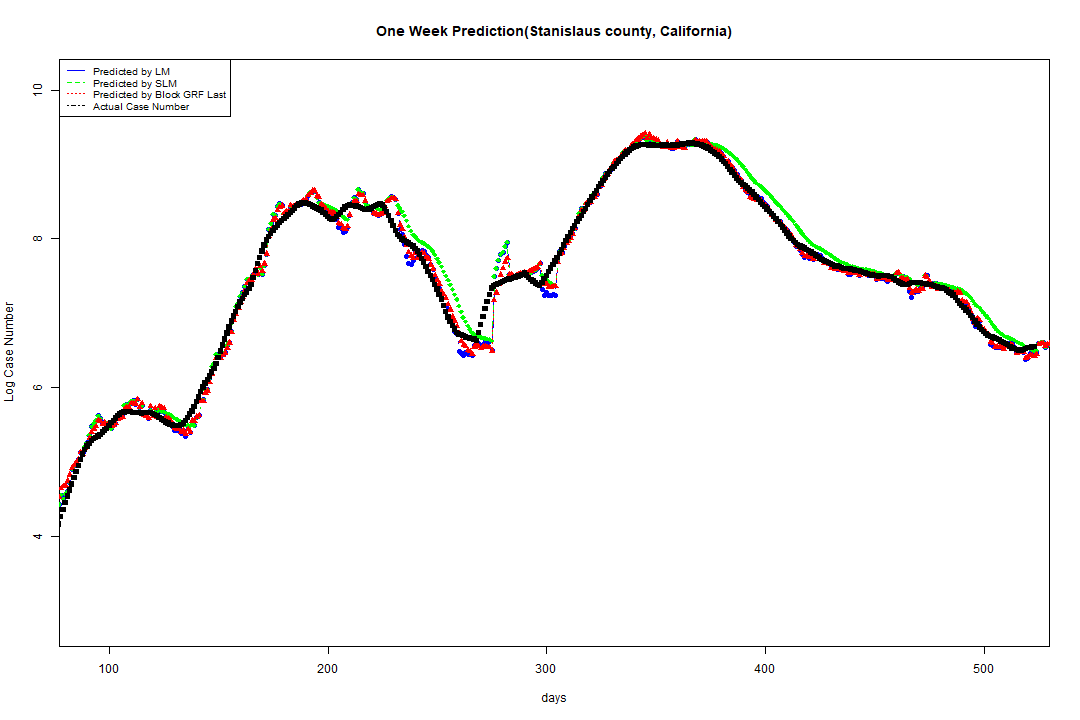 One Week Prediction(Stanislaus county, California)
Predicted by LM
Predicted by SLM
Predicted by Block GRF Last
Actual Case Number
10
8
6
4
Log Case Number
100 200 300 400 500
days